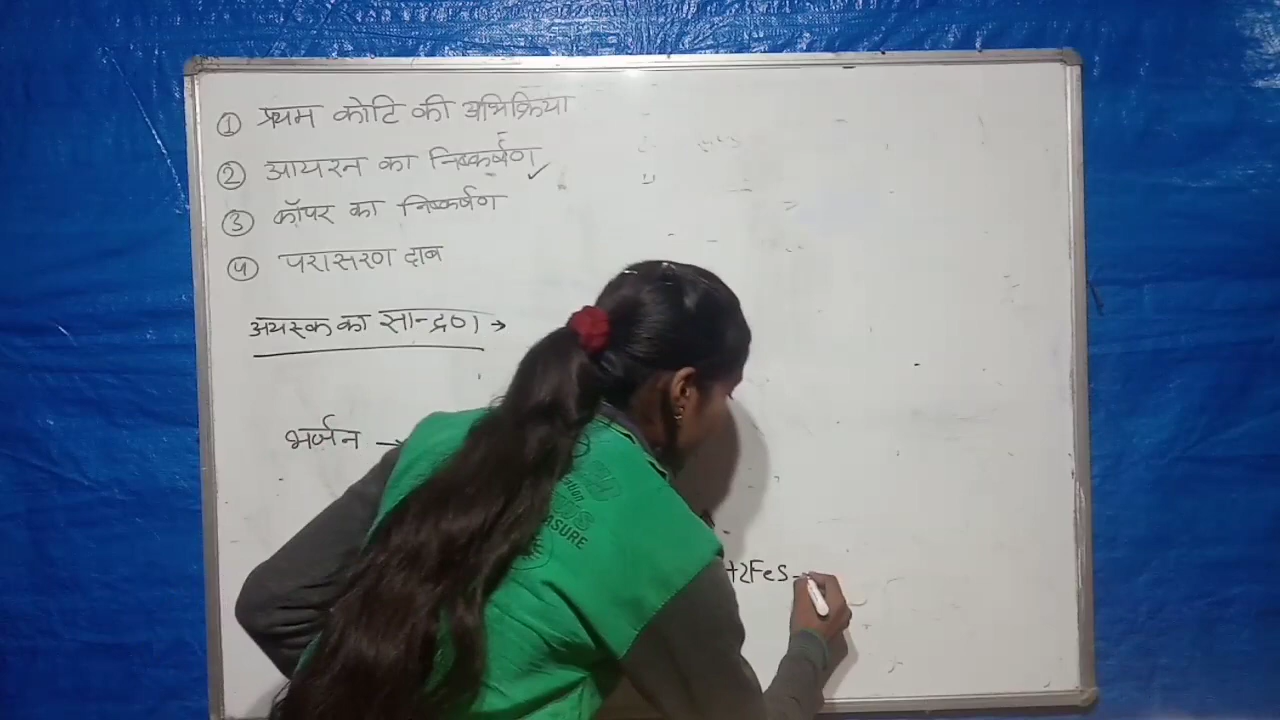 ① प्रथम कोटि की अभिक्रिया
② आयरन का निष्कर्षण ✓
③ कॉपर का निष्कर्षण
④ परासरण दाब
अयस्क का सान्द्रण →
भर्जन →
ASURE
+2FeS -